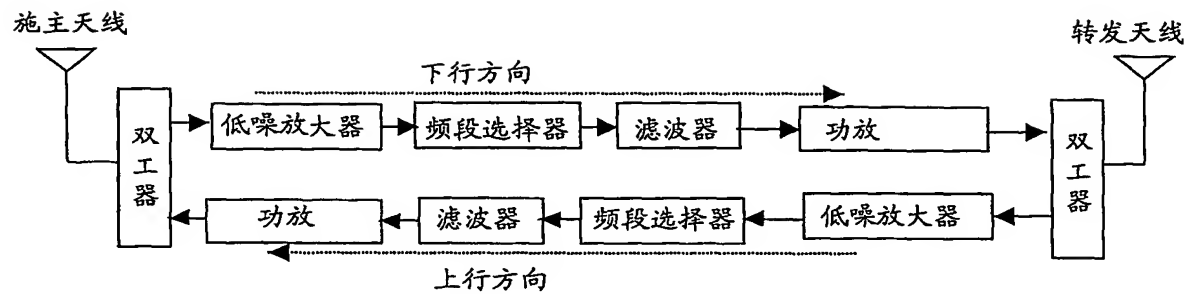 施主天线
转发天线
下行方向
双工器
低噪放大器
频段选择器
滤波器
功放
双工器
功放
滤波器
频段选择器
低噪放大器
上行方向